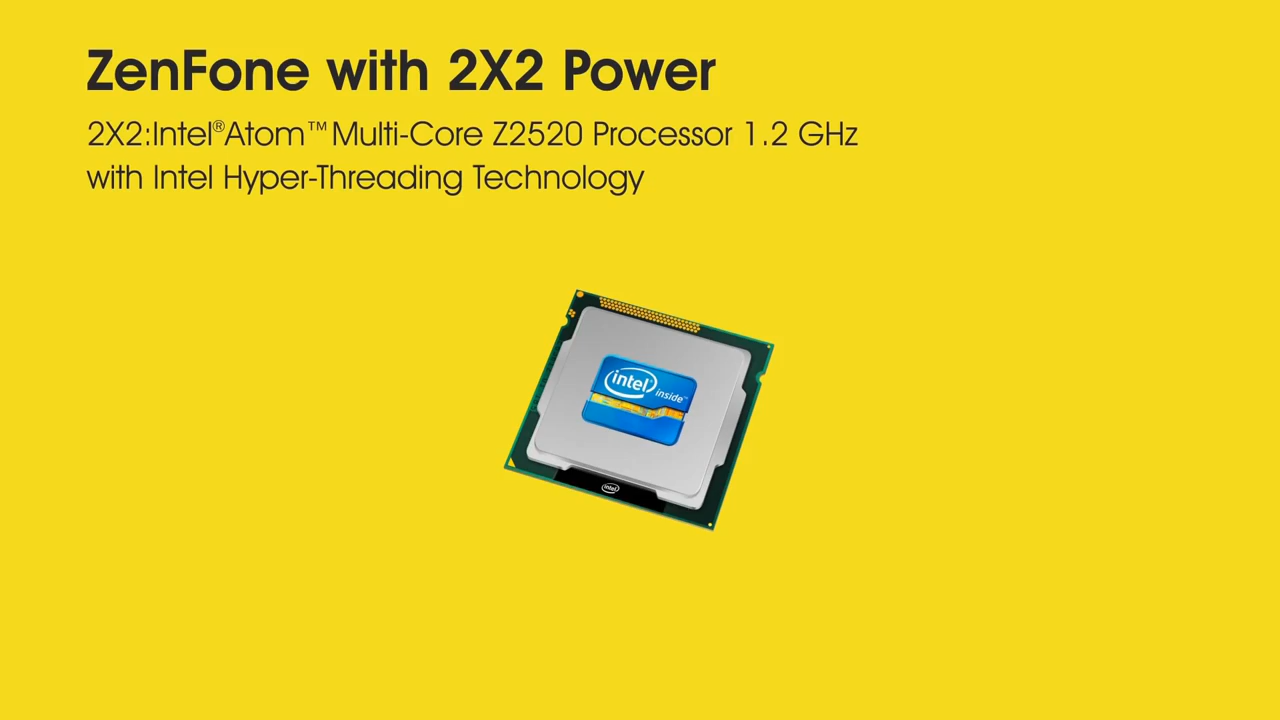 ZenFone with 2X2 Power
2X2:Intel®Atom™ Multi-Core Z2520 Processor 1.2 GHz
with Intel Hyper-Threading Technology
intel
inside™
intel